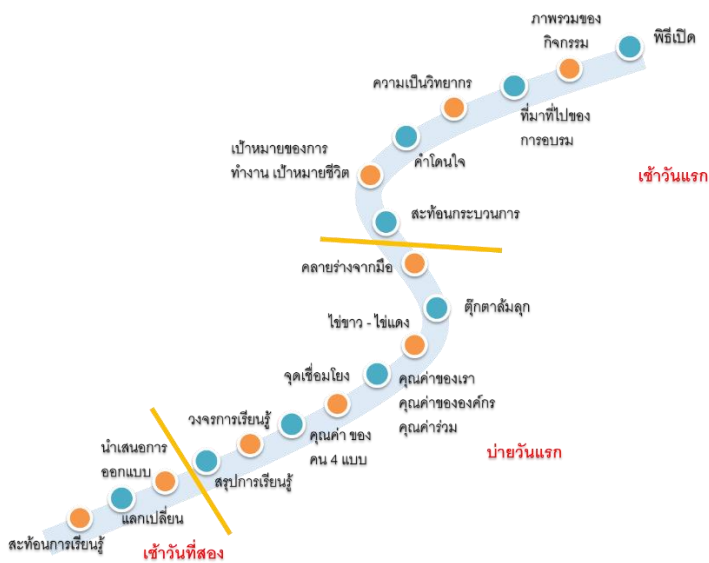 พิธีเปิด
ภาพรวมของ
กิจกรรม
ที่มาที่ไปของ
การอบรม
ความเป็นวิทยากร
คำโดนใจ
เป้าหมายของการ
ทำงาน เป้าหมายชีวิต
เช้าวันแรก
สะท้อนกระบวนการ
คลายร่างจากมือ
ตุ๊กตาล้มลุก
ไข่ขาว - ไข่แดง
คุณค่าของเรา
คุณค่าขององค์กร
คุณค่าร่วม
จุดเชื่อมโยง
คุณค่า ของ
คน 4 แบบ
บ่ายวันแรก
วงจรการเรียนรู้
สรุปการเรียนรู้
นำเสนอการ
ออกแบบ
แลกเปลี่ยน
สะท้อนการเรียนรู้
เช้าวันที่สอง